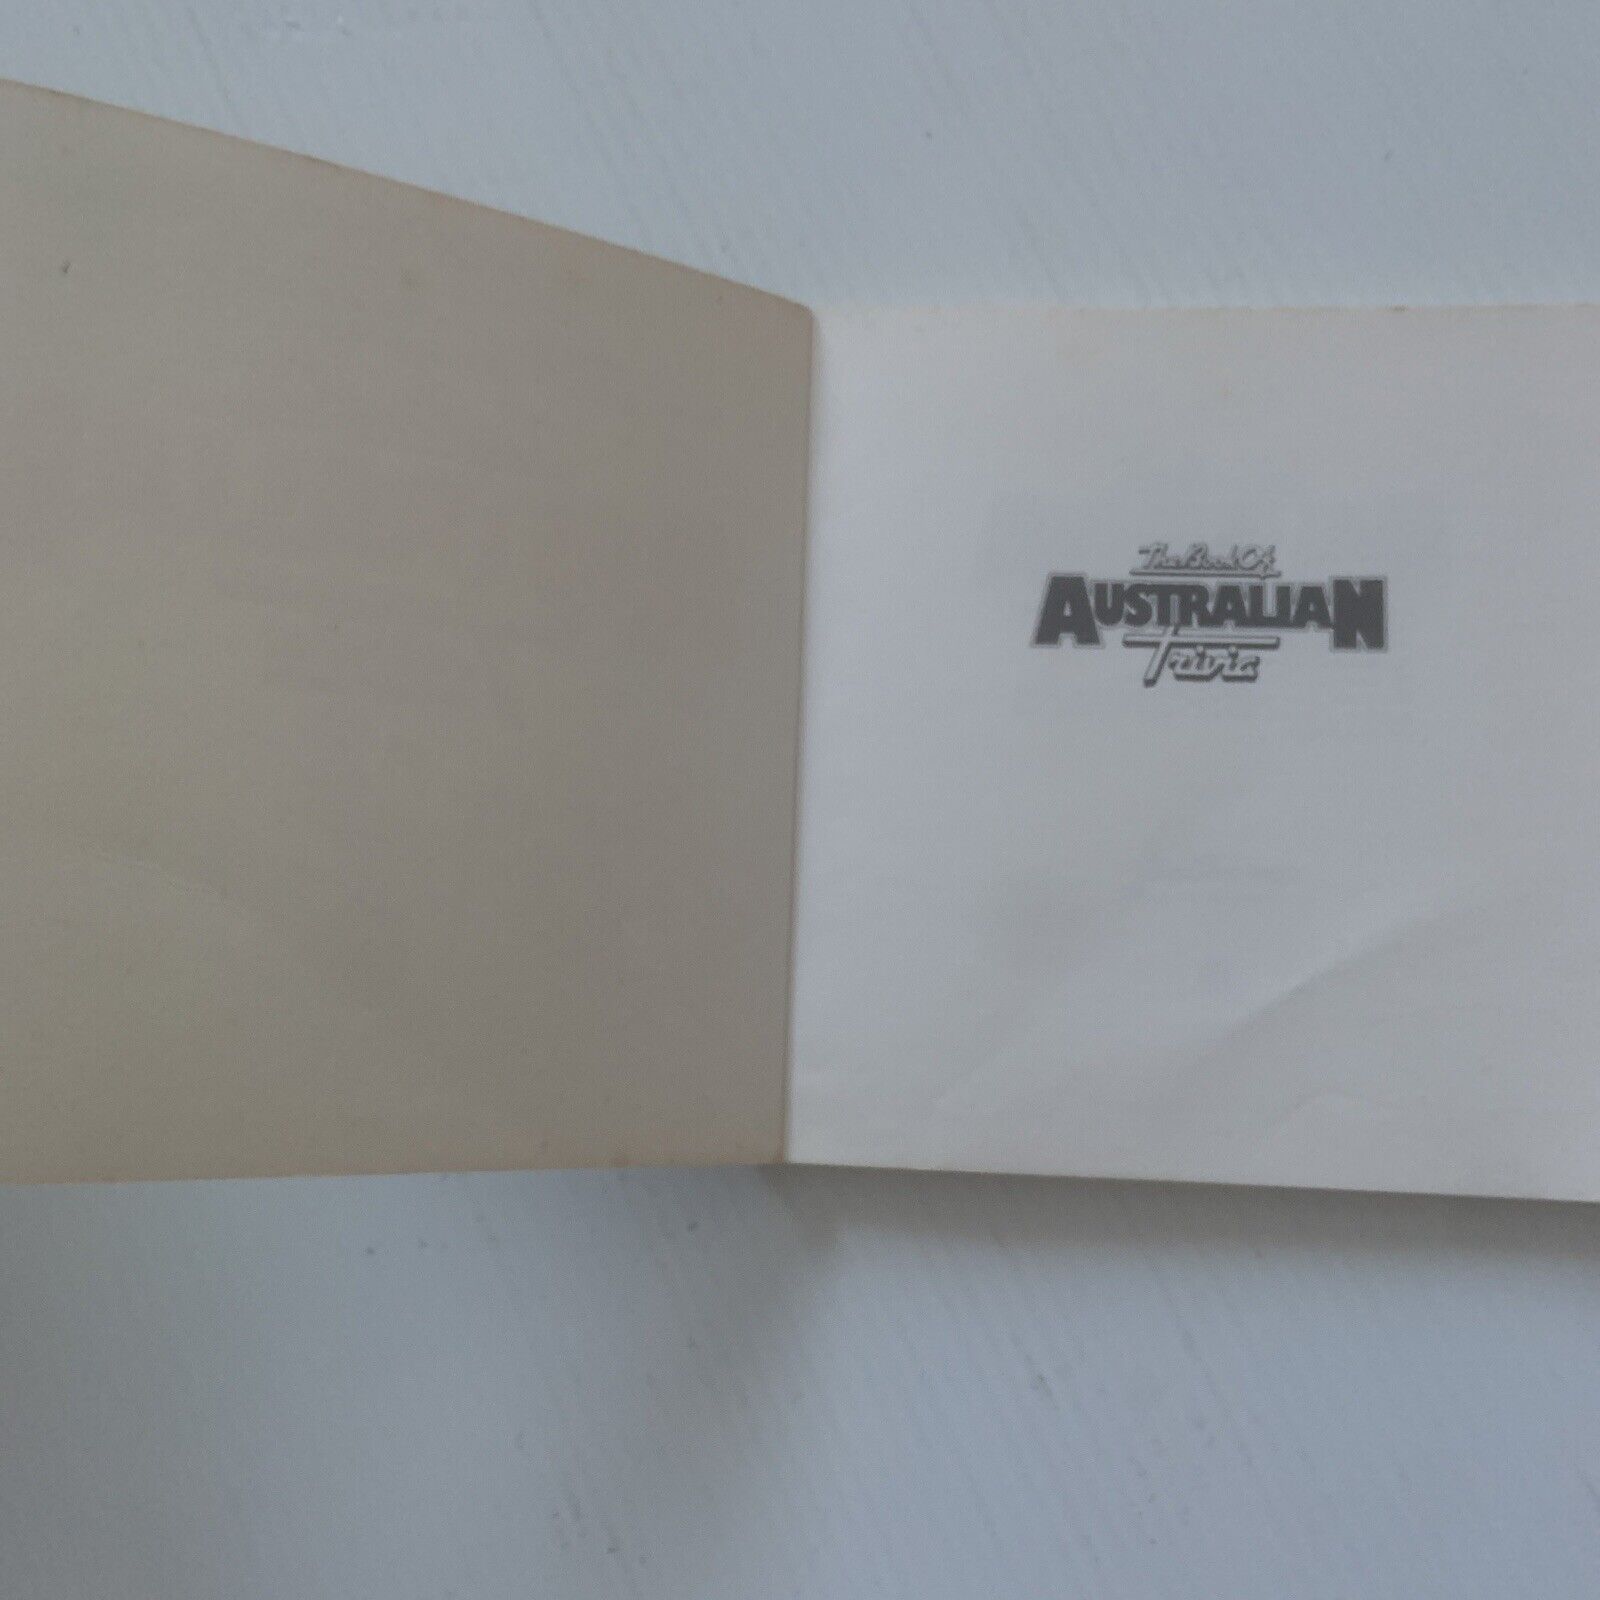 The Book Of
AUSTRALIAN
Trivia